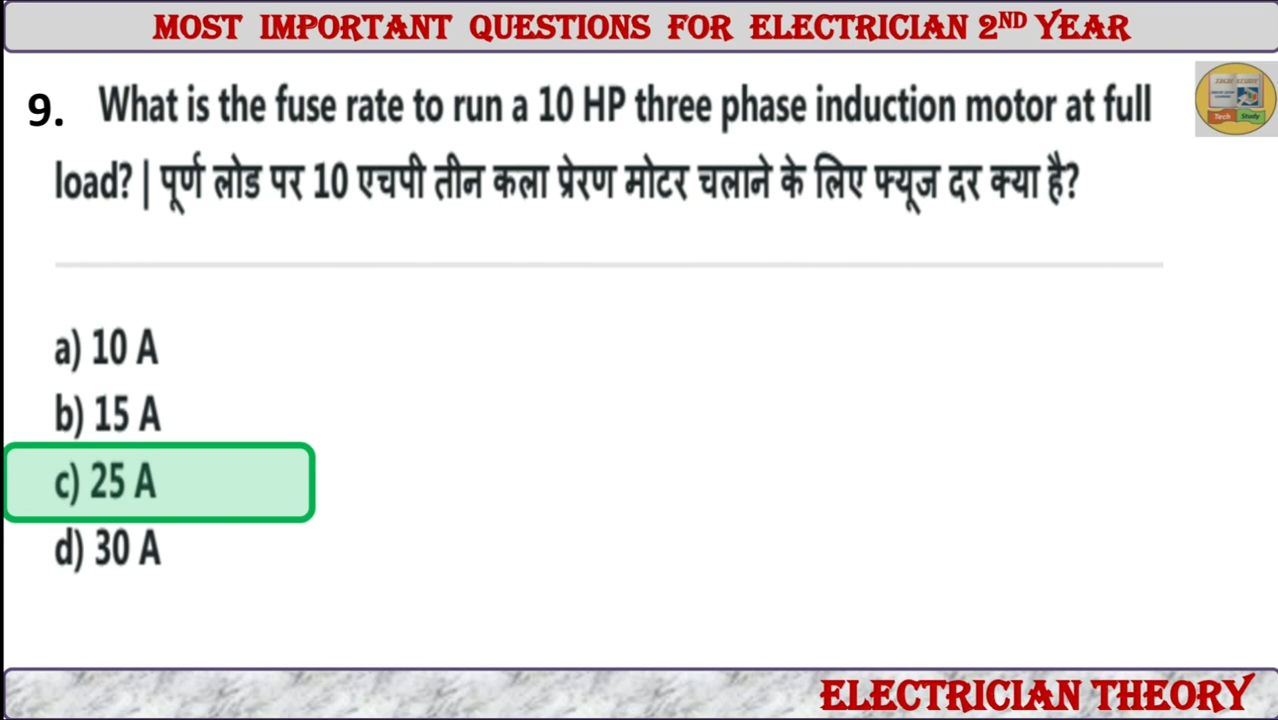 MOST IMPORTANT QUESTIONS FOR ELECTRICIAN 2ND YEAR
9. What is the fuse rate to run a 10 HP three phase induction motor at full
load? | पूर्ण लोड पर 10 एचपी तीन कला प्रेरण मोटर चलाने के लिए फ्यूज दर क्या है?
a) 10 A
b) 15 A
c) 25 A
d) 30 A
Tech Study
ELECTRICIAN THEORY